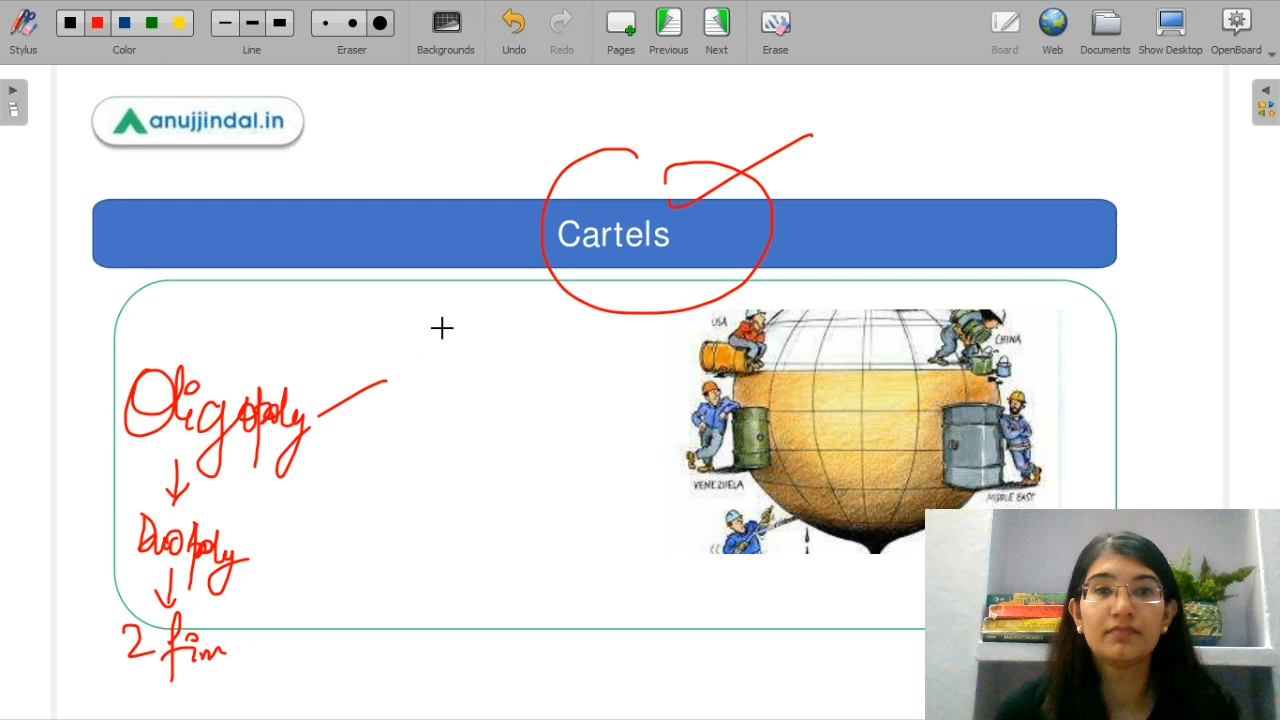 Stylus
Color
Line
Eraser
Backgrounds
Undo
Redo
Pages
Previous
Next
Erase
Board
Web
Documents
Show Desktop
OpenBoard
anujjindal.in
Cartels
USA
CHINA
VENEZUELA
MIDDLE EAST
Oligopoly
Duopoly
2 firm